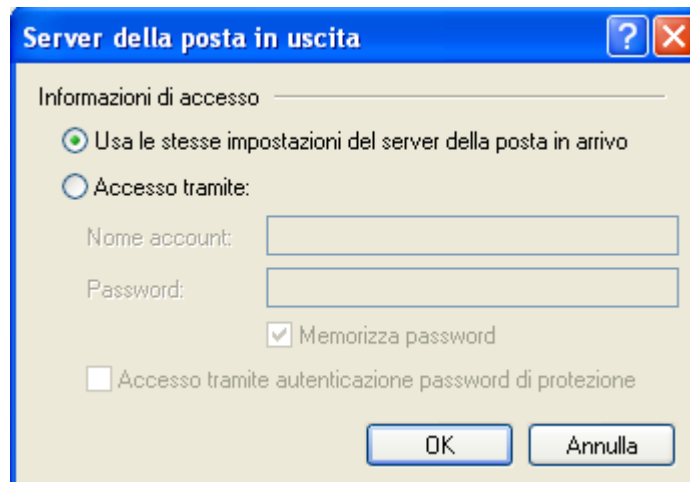 Server della posta in uscita
Informazioni di accesso
Usa le stesse impostazioni del server della posta in arrivo
Accesso tramite:
Nome account:
Password:
Memorizza password
Accesso tramite autenticazione password di protezione
OK Annulla